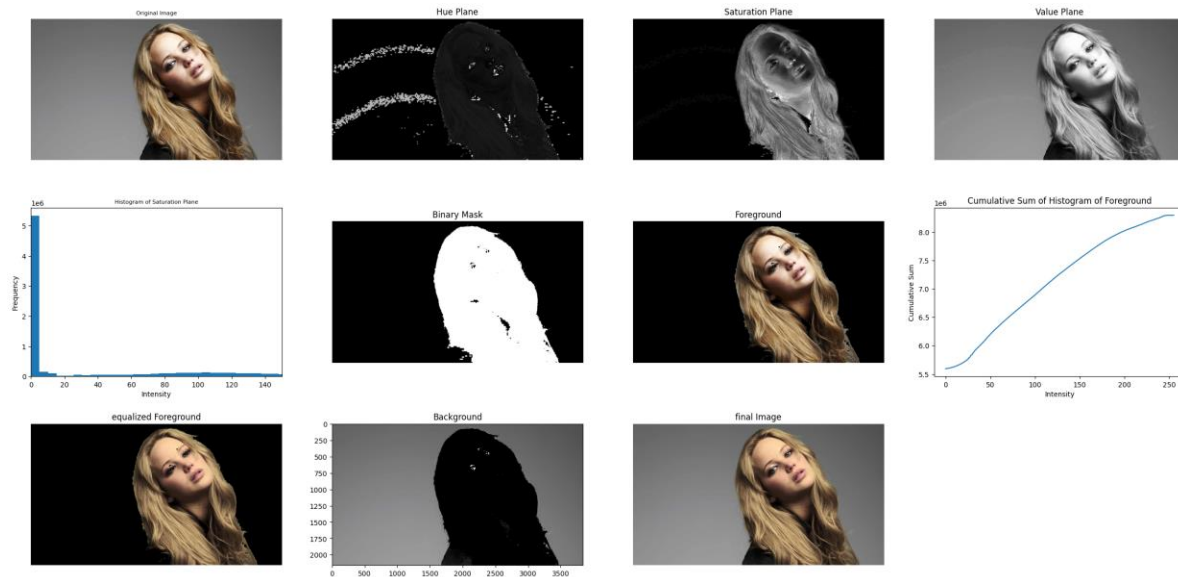 Original Image
Hue Plane
Saturation Plane
Value Plane
Histogram of Saturation Plane
1e6
5
4
3
2
1
0
Frequency
0 20 40 60 80 100 120 140
Intensity
Binary Mask
Foreground
Cumulative Sum of Histogram of Foreground
1e6
8.0
7.5
7.0
6.5
6.0
5.5
Cumulative Sum
0 50 100 150 200 250
Intensity
equalized Foreground
Background
0
250
500
750
1000
1250
1500
1750
2000
0 500 1000 1500 2000 2500 3000 3500
final Image